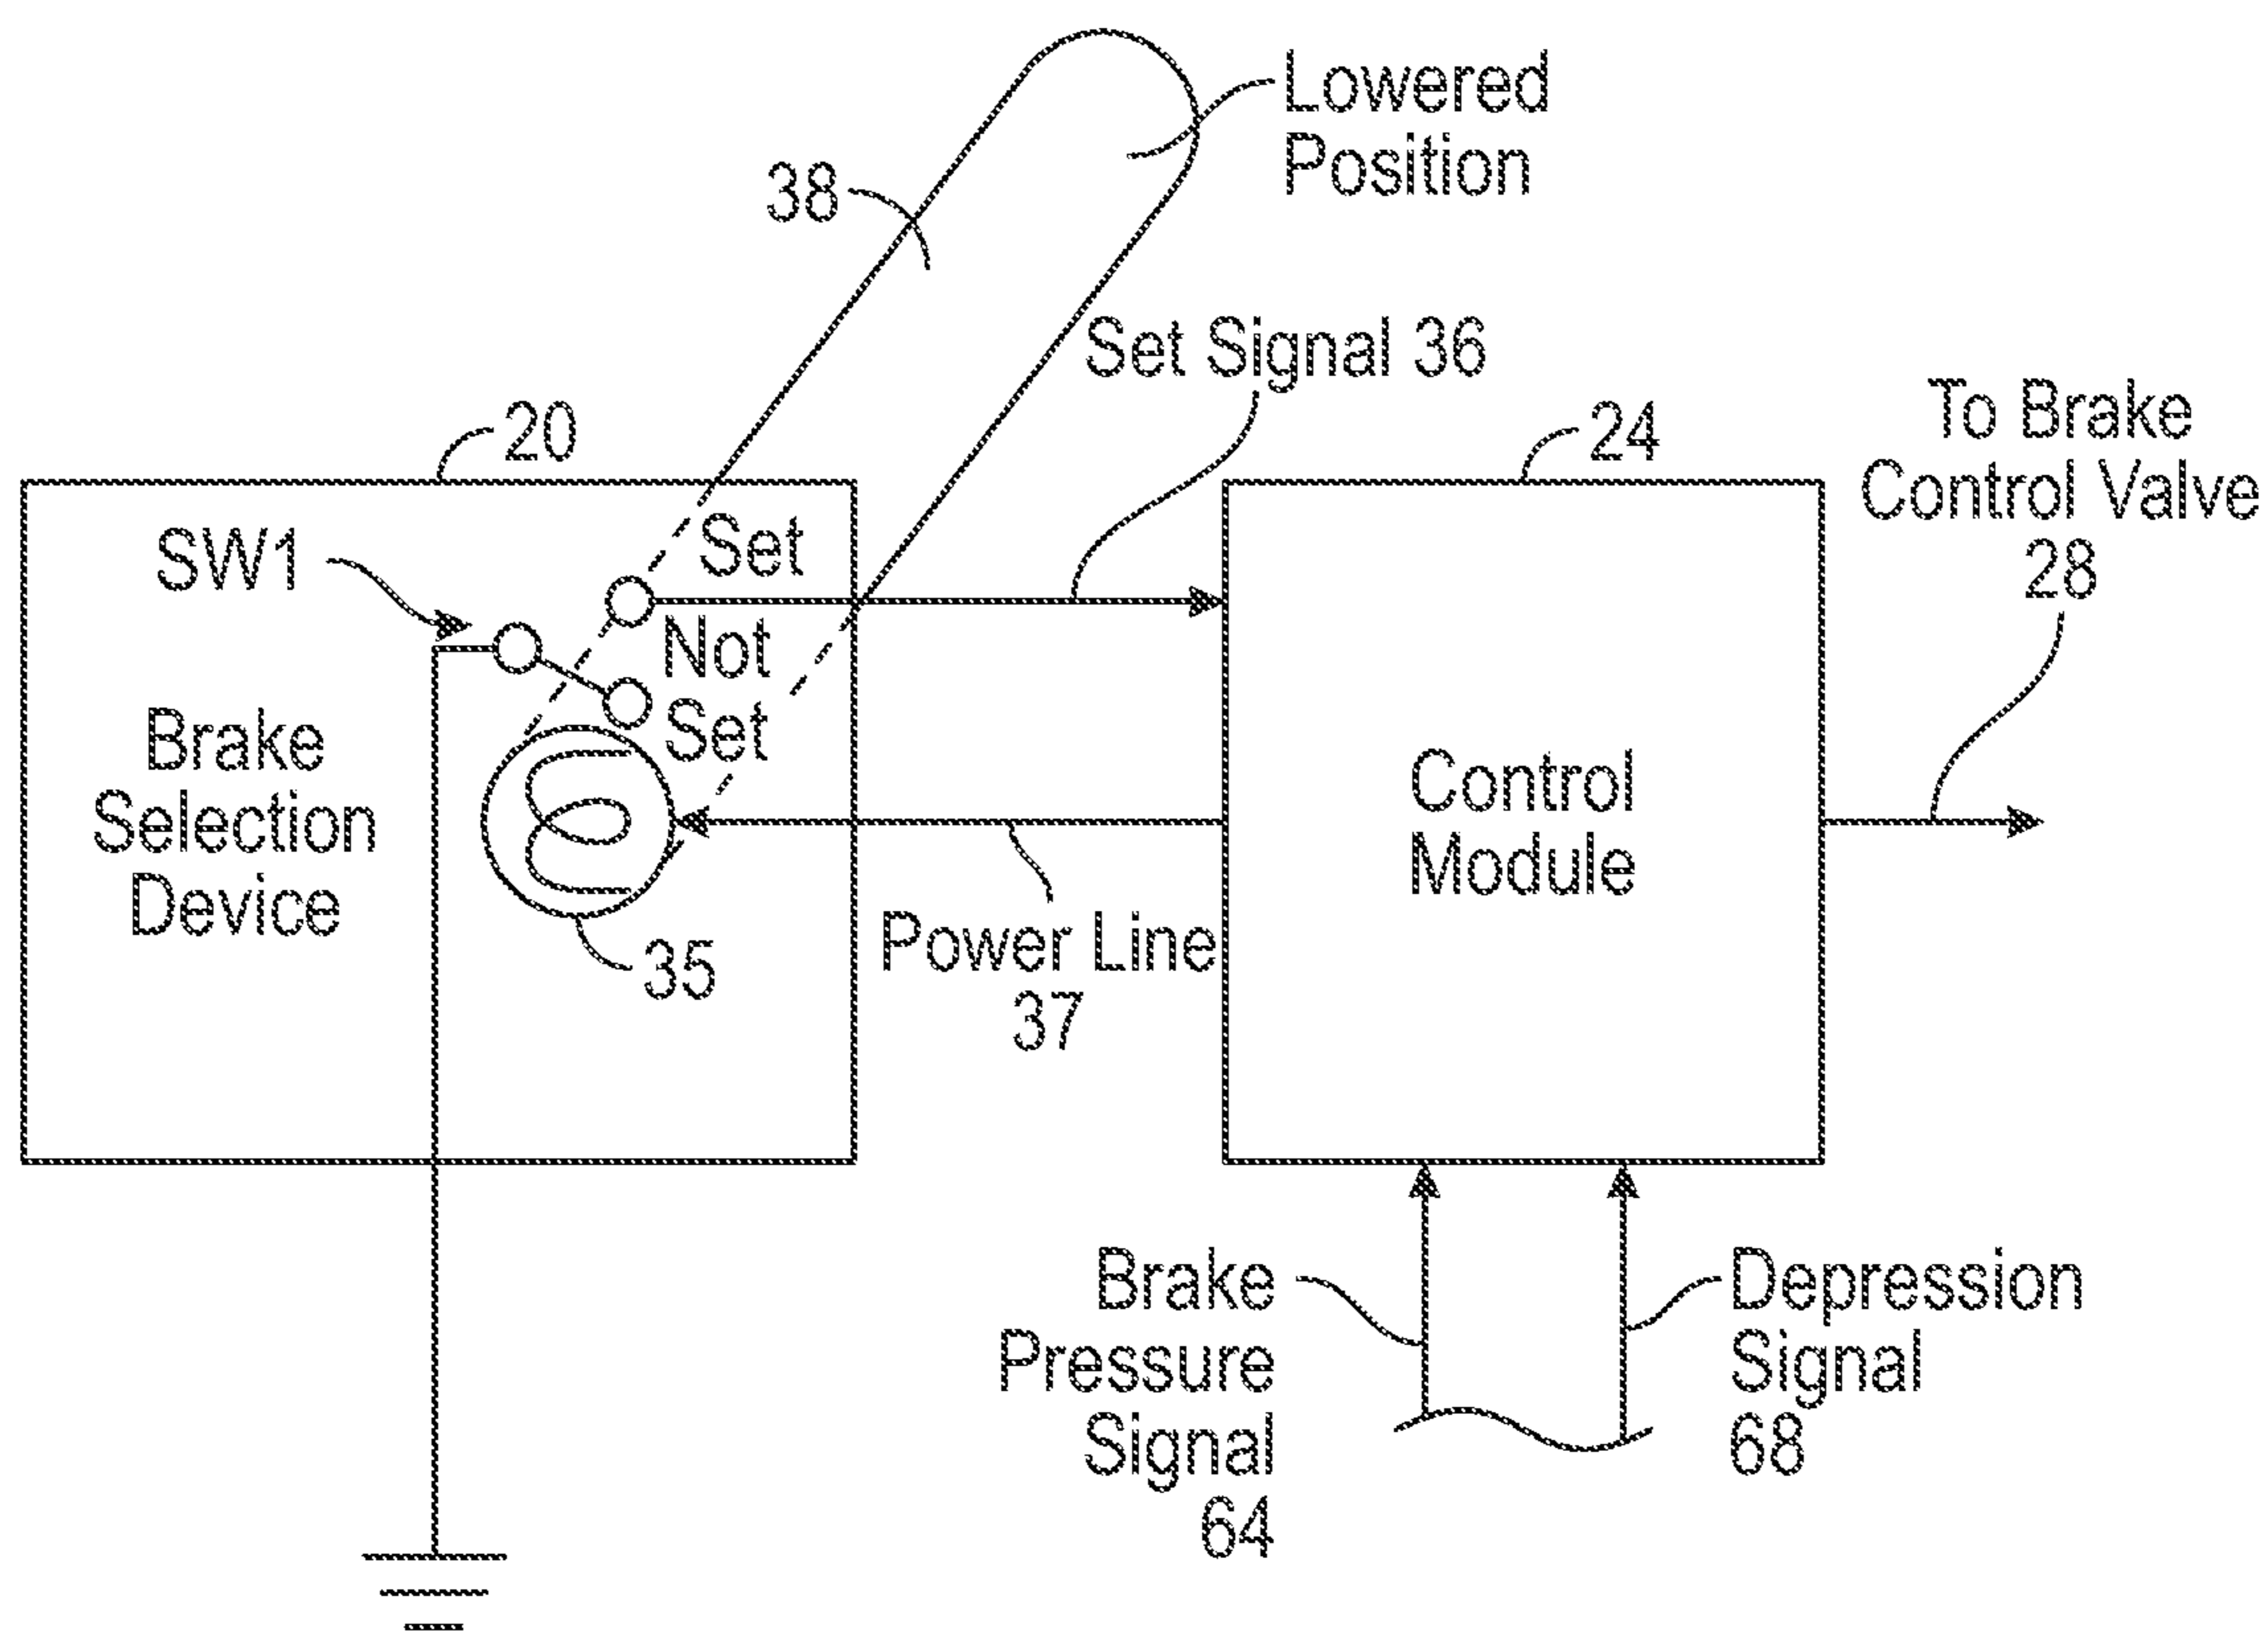 Lowered
Position
38
Set Signal 36
20
24
To Brake
Control Valve
28
SW1
Set
Not
Set
Brake
Selection
Device
35
Power Line
37
Control
Module
Brake
Pressure
Signal
64
Depression
Signal
68